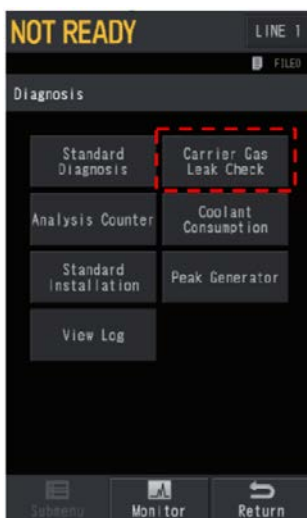 NOT READY
LINE 1
FILE0
Diagnosis
Standard
Diagnosis
Carrier Gas
Leak Check
Analysis Counter
Coolant
Consumption
Standard
Installation
Peak Generator
View Log
Submenu
Monitor
Return